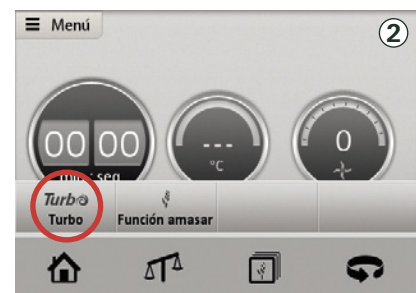 Menú
2
00 00
min seg
---
°C
0
Turbo
Turbo
Función amasar